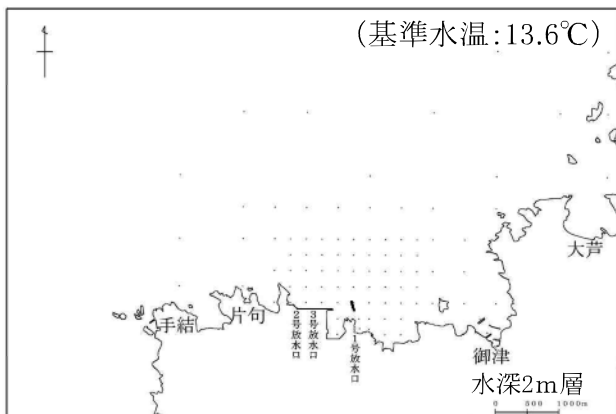 (基準水温:13.6℃)
大芦
手結
片句
2号放水口
3号放水口
1号放水口
御津
水深2m層
0 500 1000m